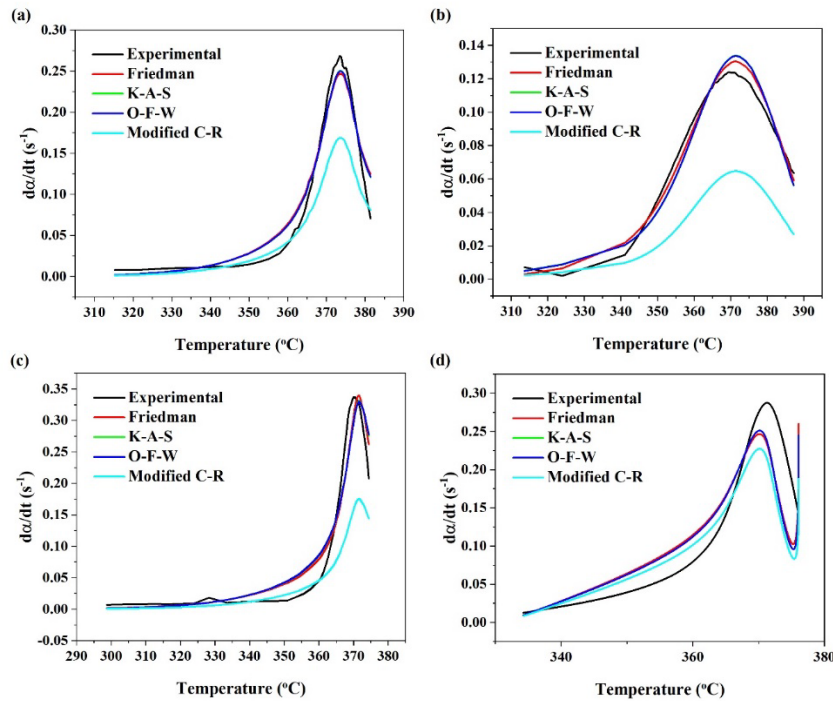 (a)
0.30
0.25
0.20
0.15
0.10
0.05
0.00
dα/dt (s-1)
Experimental
Friedman
K-A-S
O-F-W
Modified C-R
310 320 330 340 350 360 370 380 390
Temperature (oC)
(b)
0.14
0.12
0.10
0.08
0.06
0.04
0.02
0.00
dα/dt (s-1)
Experimental
Friedman
K-A-S
O-F-W
Modified C-R
310 320 330 340 350 360 370 380 390
Temperature (oC)
(c)
0.35
0.30
0.25
0.20
0.15
0.10
0.05
0.00
-0.05
dα/dt (s-1)
Experimental
Friedman
K-A-S
O-F-W
Modified C-R
290 300 310 320 330 340 350 360 370 380
Temperature (oC)
(d)
0.35
0.30
0.25
0.20
0.15
0.10
0.05
0.00
dα/dt (s-1)
Experimental
Friedman
K-A-S
O-F-W
Modified C-R
340 360 380
Temperature (oC)